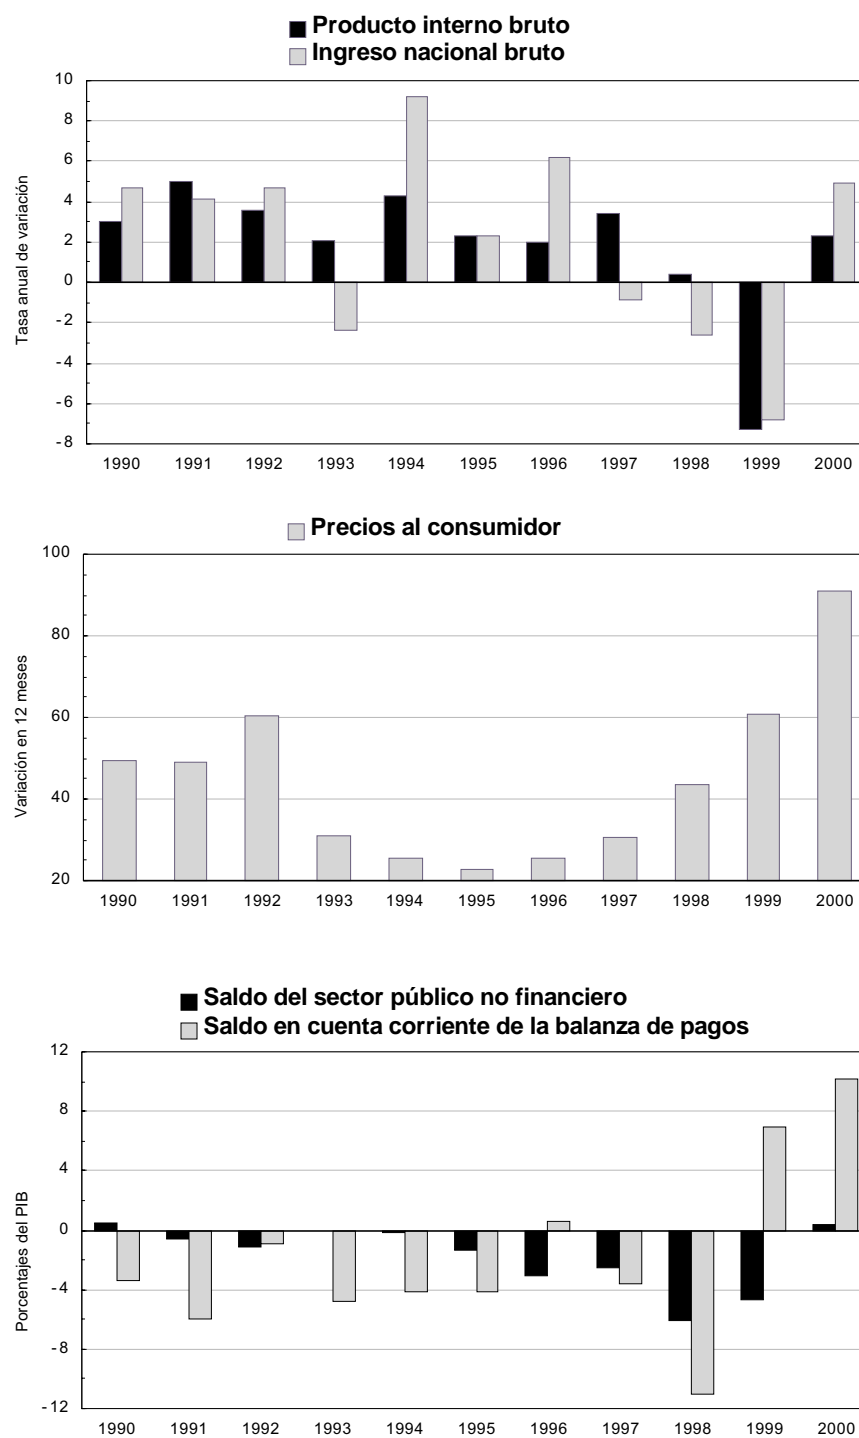 Producto interno bruto
Ingreso nacional bruto
10
8
6
4
2
0
-2
-4
-6
-8
Tasa anual de variación
1990 1991 1992 1993 1994 1995 1996 1997 1998 1999 2000
Precios al consumidor
100
80
60
40
20
Variación en 12 meses
1990 1991 1992 1993 1994 1995 1996 1997 1998 1999 2000
Saldo del sector público no financiero
Saldo en cuenta corriente de la balanza de pagos
12
8
4
0
-4
-8
-12
Porcentajes del PIB
1990 1991 1992 1993 1994 1995 1996 1997 1998 1999 2000